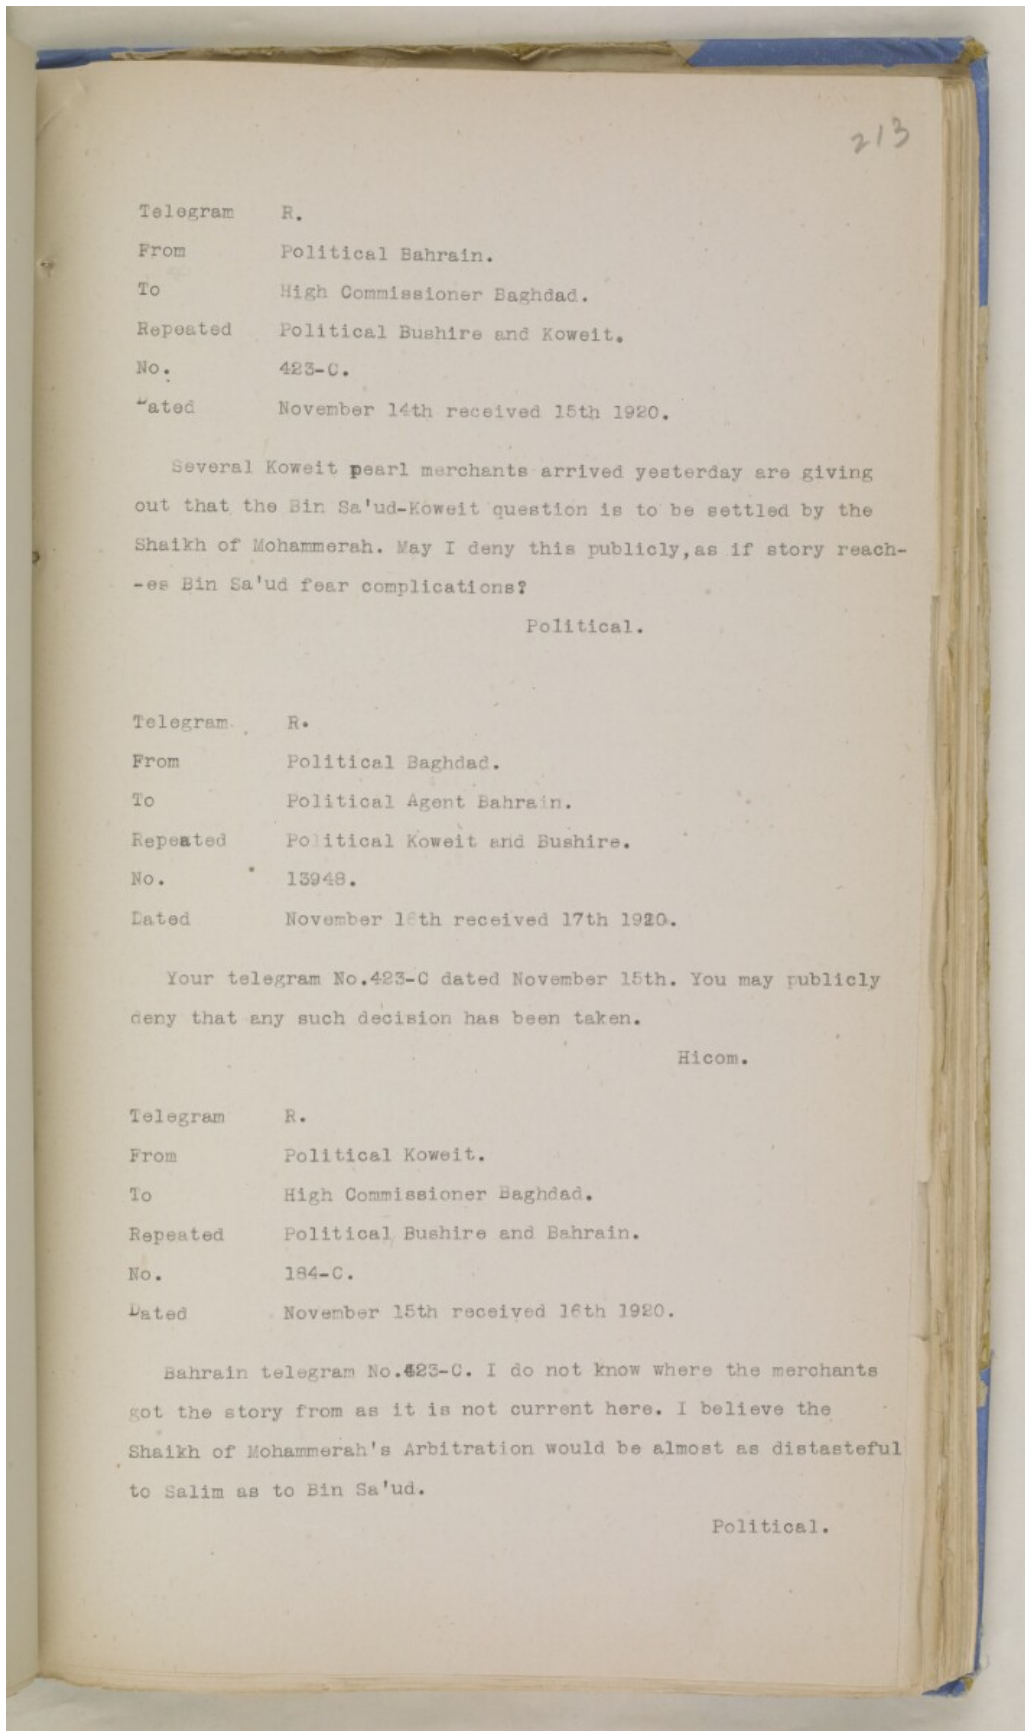 213
Telegram R.
From Political Bahrain.
To High Commissioner Baghdad.
Repeated Political Bushire and Koweit.
No. 423-C.
Dated November 14th received 15th 1920.
Several Koweit pearl merchants arrived yesterday are giving
out that the Bin Sa'ud-Koweit question is to be settled by the
Shaikh of Mohammerah. May I deny this publicly,as if story reach-
-es Bin Sa'ud fear complications?
Political.
Telegram R.
From Political Baghdad.
To Political Agent Bahrain.
Repeated Political Koweit and Bushire.
No. 13948.
Dated November 16th received 17th 1920.
Your telegram No.423-C dated November 15th. You may publicly
deny that any such decision has been taken.
Hicom.
Telegram R.
From Political Koweit.
To High Commissioner Baghdad.
Repeated Political Bushire and Bahrain.
No. 184-C.
Dated November 15th received 16th 1920.
Bahrain telegram No.423-C. I do not know where the merchants
got the story from as it is not current here. I believe the
Shaikh of Mohammerah's Arbitration would be almost as distasteful
to Salim as to Bin Sa'ud.
Political.